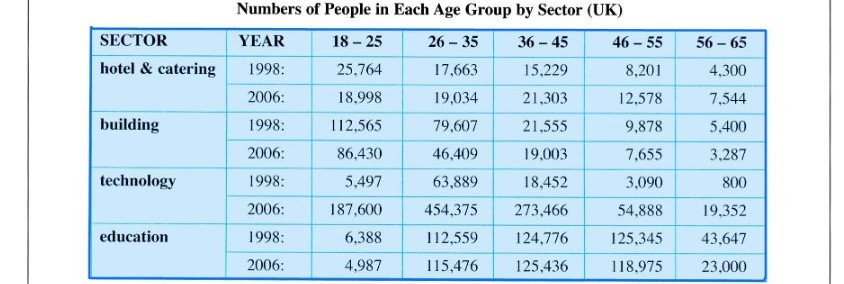 Numbers of People in Each Age Group by Sector (UK)
SECTOR YEAR 18 – 25 26 – 35 36 – 45 46 – 55 56 – 65
hotel & catering 1998: 25,764 17,663 15,229 8,201 4,300
2006: 18,998 19,034 21,303 12,578 7,544
building 1998: 112,565 79,607 21,555 9,878 5,400
2006: 86,430 46,409 19,003 7,655 3,287
technology 1998: 5,497 63,889 18,452 3,090 800
2006: 187,600 454,375 273,466 54,888 19,352
education 1998: 6,388 112,559 124,776 125,345 43,647
2006: 4,987 115,476 125,436 118,975 23,000